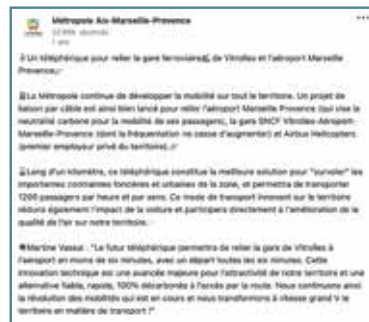 Métropole Aix-Marseille-Provence
abonnés
1 an
Un téléphérique pour relier la gare ferroviaire de Vitrolles et l'aéroport Marseille
Provence
La Métropole continue de développer la mobilité sur tout le territoire. Un projet de
liaison par câble est ainsi bien lancé pour relier l'aéroport Marseille Provence (qui vise la
neutralité carbone pour la mobilité de ses passagers), la gare SNCF Vitrolles-Aéroport-
Marseille-Provence (dont la fréquentation ne cesse d'augmenter) et Airbus Helicopters
(premier employeur privé du territoire).
Long d'un kilomètre, ce téléphérique constitue la meilleure solution pour "survoler" les
importantes contraintes foncières et urbaines de la zone, et permettra de transporter
1200 passagers par heure et par sens. Ce mode de transport innovant sur le territoire
réduira également l'impact de la voiture et participera directement à l'amélioration de la
qualité de l'air sur notre territoire.
Martine Vassal : "Le futur téléphérique permettra de relier la gare de Vitrolles à
l'aéroport en moins de six minutes, avec un départ toutes les six minutes. Cette
innovation technique est une avancée majeure pour l'attractivité de notre territoire et une
alternative fiable, rapide, 100% décarbonée à l'accès par la route. Nous continuons ainsi
la révolution des mobilités qui est en cours et nous transformons à vitesse grand V le
territoire en matière de transport !"